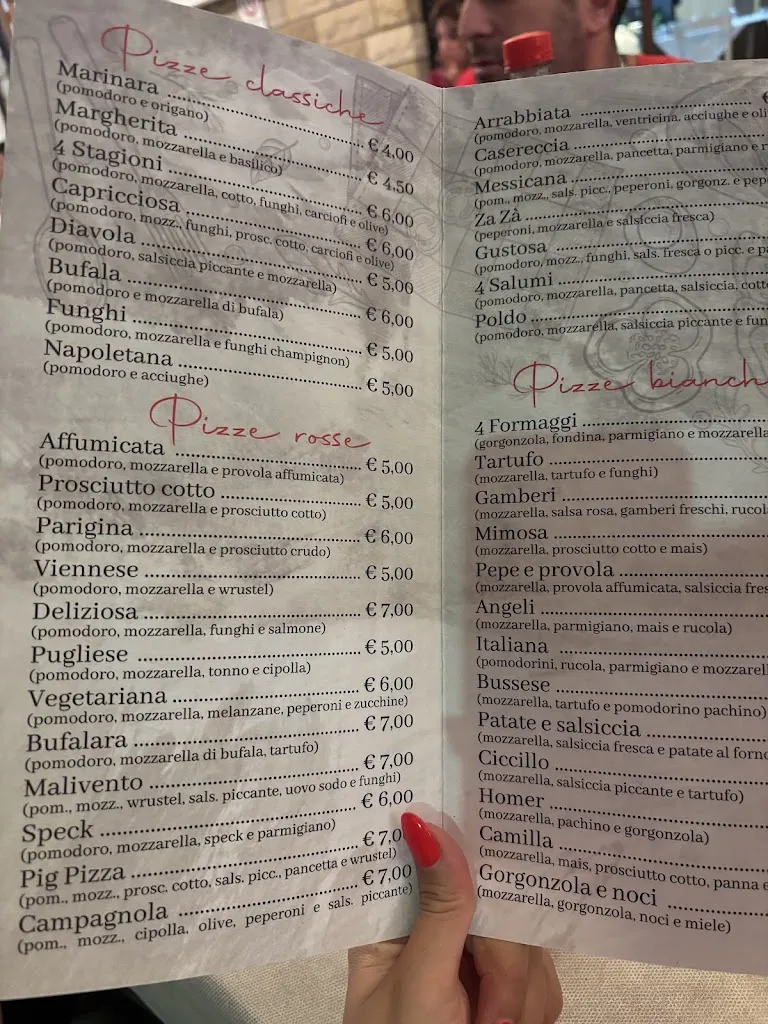 Pizze classiche
Marinara € 4,00
(pomodoro e origano)
Margherita € 4,50
(pomodoro, mozzarella e basilico)
4 Stagioni € 6,00
(pomodoro, mozzarella, cotto, funghi, carciofi e olive)
Capricciosa € 6,00
(pomodoro, mozz., funghi, prosc. cotto, carciofi e olive)
Diavola € 5,00
(pomodoro, salsiccia piccante e mozzarella)
Bufala € 6,00
(pomodoro e mozzarella di bufala)
Funghi € 5,00
(pomodoro, mozzarella e funghi champignon)
Napoletana € 5,00
(pomodoro e acciughe)
Pizze rosse
Affumicata € 5,00
(pomodoro, mozzarella e provola affumicata)
Prosciutto cotto € 5,00
(pomodoro, mozzarella e prosciutto cotto)
Parigina € 6,00
(pomodoro, mozzarella e prosciutto crudo)
Viennese € 5,00
(pomodoro, mozzarella e wrustel)
Deliziosa € 7,00
(pomodoro, mozzarella, funghi e salmone)
Pugliese € 5,00
(pomodoro, mozzarella, tonno e cipolla)
Vegetariana € 6,00
(pomodoro, mozzarella, melanzane, peperoni e zucchine)
Bufalara € 7,00
(pomodoro, mozzarella di bufala, tartufo)
Malivento € 7,00
(pom., mozz., wrustel, sals. piccante, uovo sodo e funghi)
Speck € 6,00
(pomodoro, mozzarella, speck e parmigiano)
Pig Pizza € 7,0
(pom., mozz., prosc. cotto, sals. picc., pancetta e wrustel)
Campagnola € 7,00
(pom., mozz., cipolla, olive, peperoni e sals. piccante)
Arrabbiata €
(pomodoro, mozzarella, ventricina, acciughe e oli
Casereccia
(pomodoro, mozzarella, pancetta, parmigiano e r
Messicana
(pom., mozz., sals. picc., peperoni, gorgonz. e pep
Za Zà
(peperoni, mozzarella e salsiccia fresca)
Gustosa
(pomodoro, mozz., funghi, sals. fresca o picc. e pa
4 Salumi
(pomodoro, mozzarella, pancetta, salsiccia, cotto
Poldo
(pomodoro, mozzarella, salsiccia piccante e fun
Pizze bianch
4 Formaggi
(gorgonzola, fondina, parmigiano e mozzarella
Tartufo
(mozzarella, tartufo e funghi)
Gamberi
(mozzarella, salsa rosa, gamberi freschi, rucol
Mimosa
(mozzarella, prosciutto cotto e mais)
Pepe e provola
(mozzarella, provola affumicata, salsiccia fres
Angeli
(mozzarella, parmigiano, mais e rucola)
Italiana
(pomodorini, rucola, parmigiano e mozzarel
Bussese
(mozzarella, tartufo e pomodorino pachino)
Patate e salsiccia
(mozzarella, salsiccia fresca e patate al forno
Ciccillo
(mozzarella, salsiccia piccante e tartufo)
Homer
(mozzarella, pachino e gorgonzola)
Camilla
(mozzarella, mais, prosciutto cotto, panna e
Gorgonzola e noci
(mozzarella, gorgonzola, noci e miele)